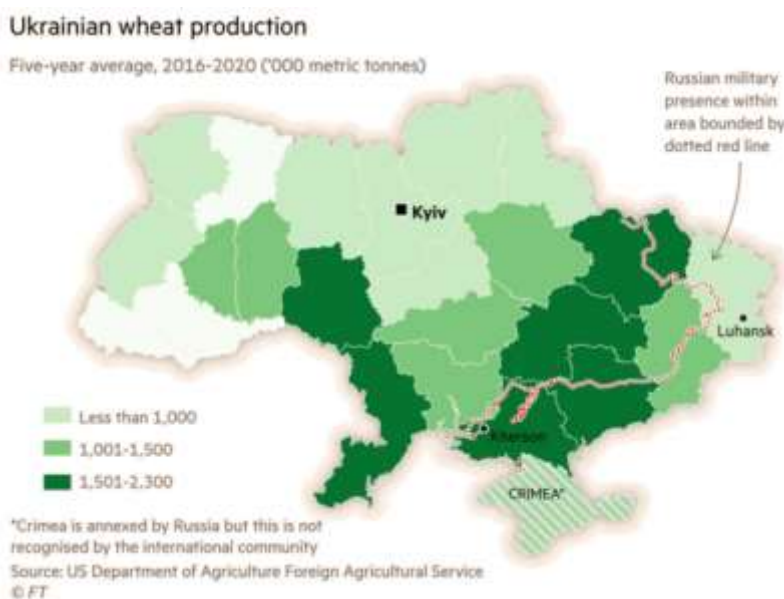 Ukrainian wheat production
Five-year average, 2016-2020 ('000 metric tonnes)
Russian military
presence within
area bounded by
dotted red line
Kyiv
Luhansk
Kherson
CRIMEA*
Less than 1,000
1,001-1,500
1,501-2,300
*Crimea is annexed by Russia but this is not
recognised by the international community
Source: US Department of Agriculture Foreign Agricultural Service
© FT